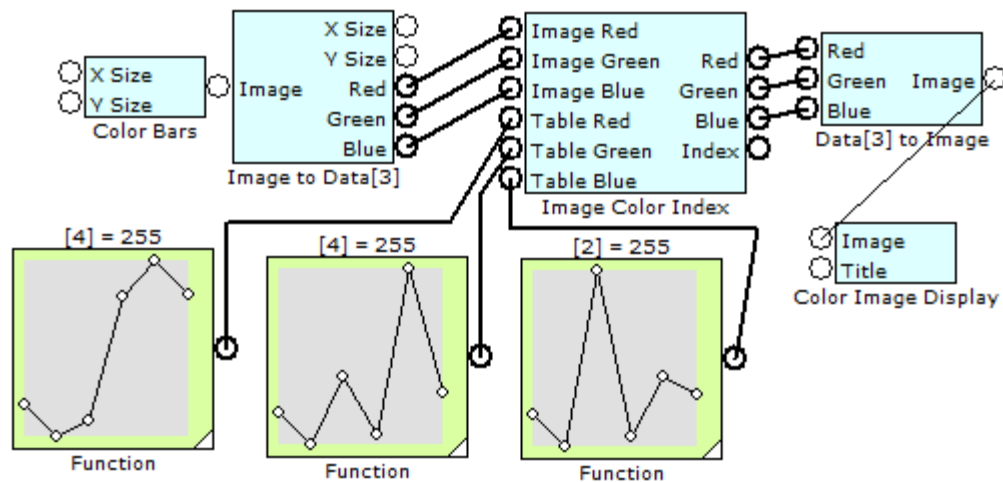 X Size
Y Size
Color Bars
X Size
Y Size
Image
Red
Green
Blue
Image to Data[3]
Image Red
Image Green
Image Blue
Table Red
Table Green
Table Blue
Red
Green
Blue
Index
Image Color Index
Red
Green
Blue
Image
Data[3] to Image
Image
Title
Color Image Display
[4] = 255
Function
[4] = 255
Function
[2] = 255
Function